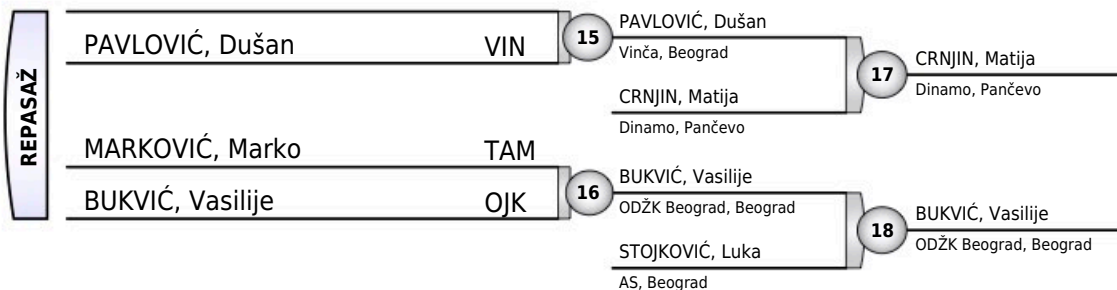 REPASAŽ
PAVLOVIĆ, Dušan VIN
MARKOVIĆ, Marko TAM
BUKVIĆ, Vasilije OJK
15
PAVLOVIĆ, Dušan
Vinča, Beograd
CRNJIN, Matija
Dinamo, Pančevo
16
BUKVIĆ, Vasilije
ODŽK Beograd, Beograd
STOJKOVIĆ, Luka
AS, Beograd
17
CRNJIN, Matija
Dinamo, Pančevo
18
BUKVIĆ, Vasilije
ODŽK Beograd, Beograd